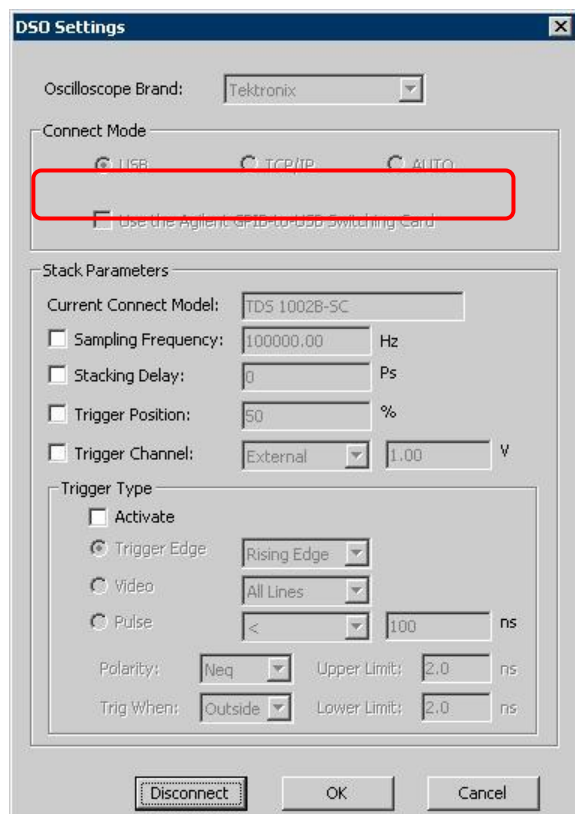 DSO Settings
Oscilloscope Brand: Tektronix
Connect Mode
USB TCP/IP AUTO
Use the Agilent GPIB-to-USB Switching Card
Stack Parameters
Current Connect Model: TDS 1002B-SC
Sampling Frequency: 100000.00 Hz
Stacking Delay: 0 Ps
Trigger Position: 50 %
Trigger Channel: External 1.00 V
Trigger Type
Activate
Trigger Edge Rising Edge
Video All Lines
Pulse < 100 ns
Polarity: Neq Upper Limit: 2.0 ns
Trig When: Outside Lower Limit: 2.0 ns
Disconnect OK Cancel